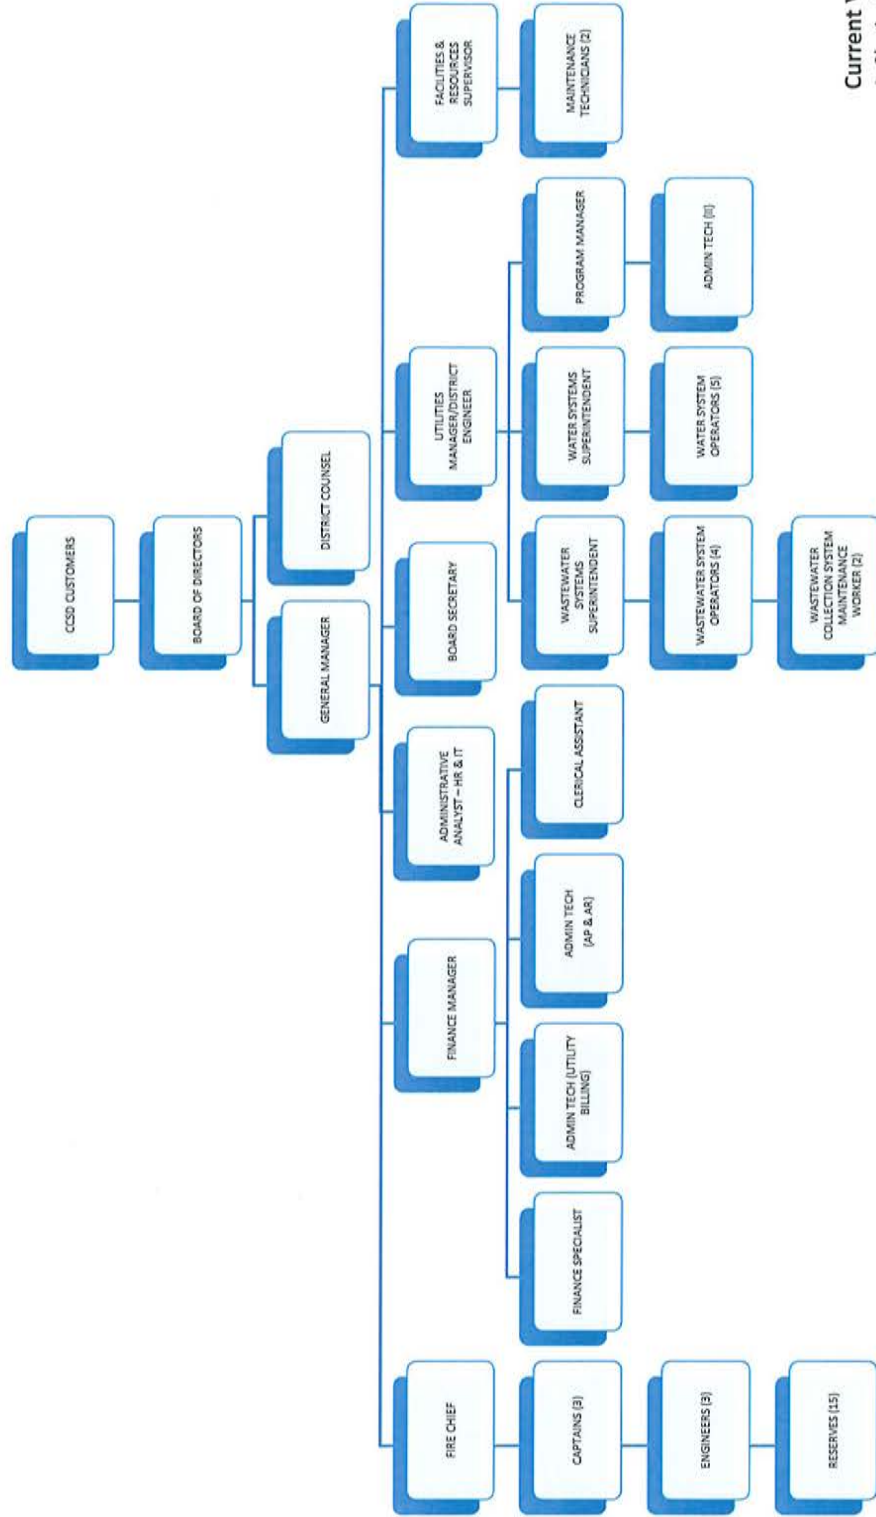 CCSD CUSTOMERS
BOARD OF DIRECTORS
GENERAL MANAGER
DISTRICT COUNSEL
FIRE CHIEF
FINANCE MANAGER
ADMINISTRATIVE
ANALYST – HR & IT
BOARD SECRETARY
UTILITIES
MANAGER/DISTRICT
ENGINEER
FACILITIES &
RESOURCES
SUPERVISOR
CAPTAINS (3)
FINANCE SPECIALIST
ADMIN TECH (UTILITY
BILLING)
ADMIN TECH
(AP & AR)
CLERICAL ASSISTANT
WASTEWATER
SYSTEMS
SUPERINTENDENT
WATER SYSTEMS
SUPERINTENDENT
PROGRAM MANAGER
MAINTENANCE
TECHNICIANS (2)
ENGINEERS (3)
WASTEWATER SYSTEM
OPERATORS (4)
WATER SYSTEM
OPERATORS (5)
ADMIN TECH (II)
RESERVES (15)
WASTEWATER
COLLECTION SYSTEM
MAINTENANCE
WORKER (2)
Current